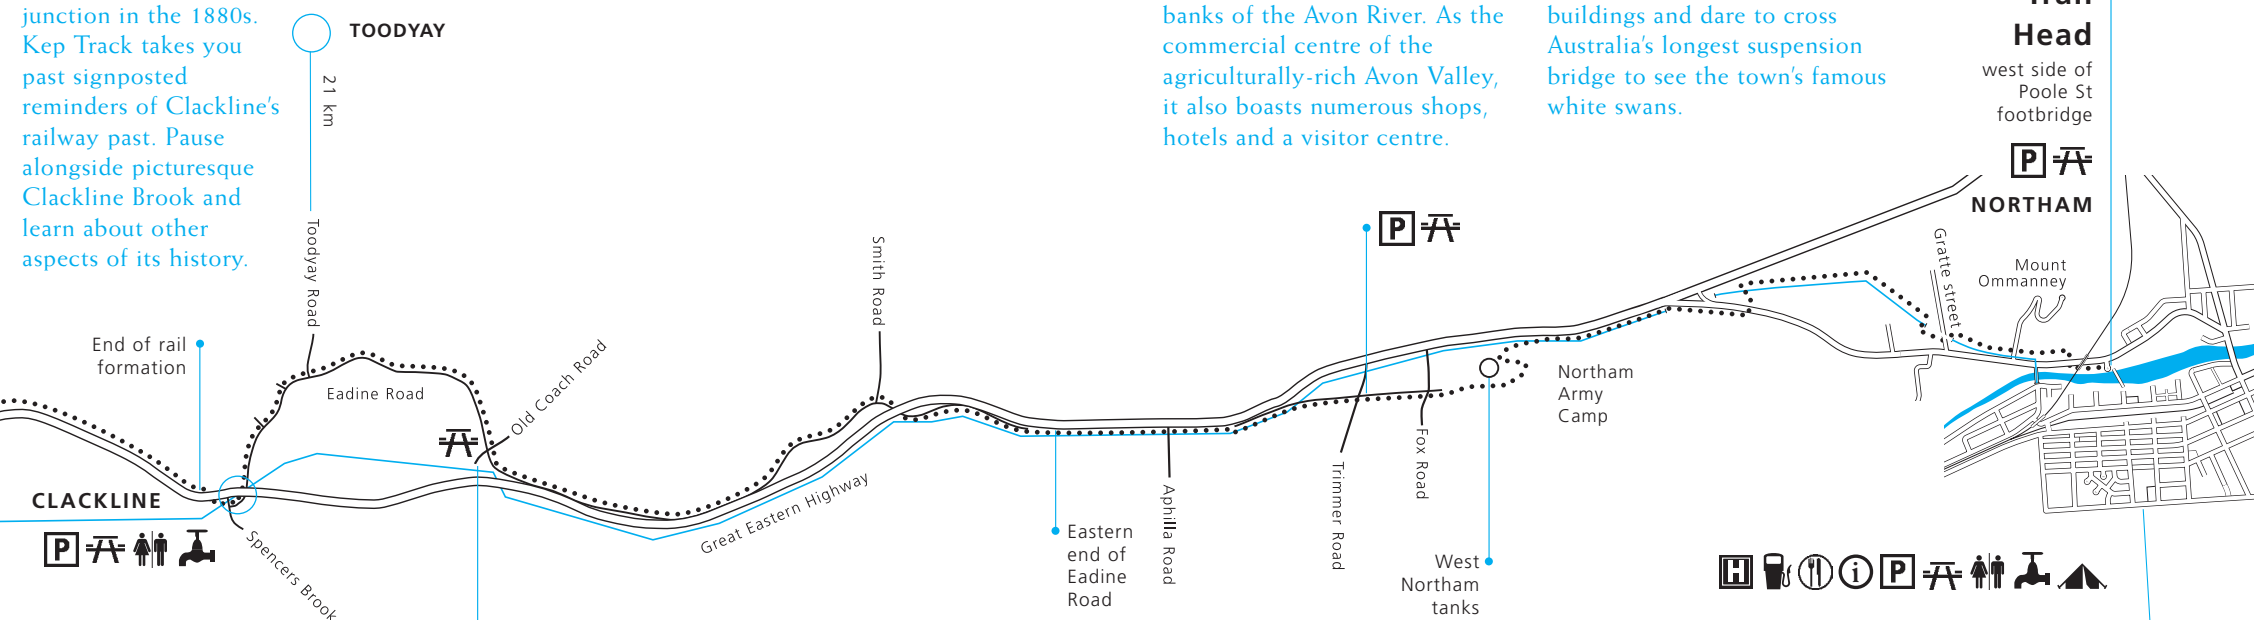 junction in the 1880s.
Kep Track takes you
past signposted
reminders of Clackline's
railway past. Pause
alongside picturesque
Clackline Brook and
learn about other
aspects of its history.
TOODYAY
21 km
Toodyay Road
banks of the Avon River. As the
commercial centre of the
agriculturally-rich Avon Valley,
it also boasts numerous shops,
hotels and a visitor centre.
buildings and dare to cross
Australia's longest suspension
bridge to see the town's famous
white swans.
Head
west side of
Poole St
footbridge
P
NORTHAM
P
Gratte street
Mount
Ommanney
End of rail
formation
Eadine Road
Old Coach Road
Smith Road
Northam
Army
Camp
CLACKLINE
P
Spencers Brook
Great Eastern Highway
Eastern
end of
Eadine
Road
Aphilla Road
Trimmer Road
Fox Road
West
Northam
tanks
H
i
P